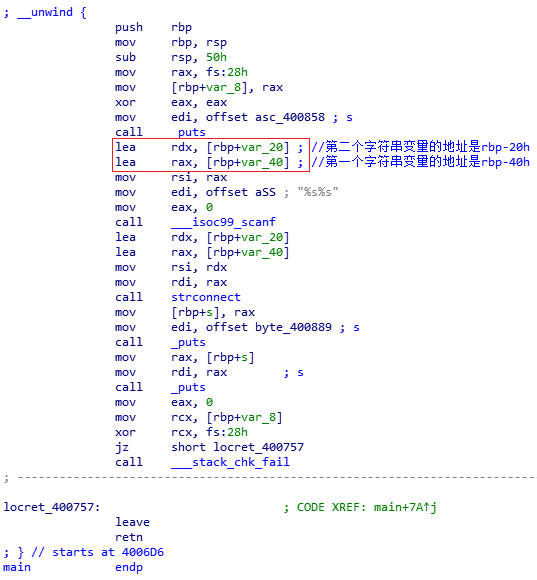 ; __unwind {
push rbp
mov rbp, rsp
sub rsp, 50h
mov rax, fs:28h
mov [rbp+var_8], rax
xor eax, eax
mov edi, offset asc_400858 ; s
call _puts
lea rdx, [rbp+var_20] ; //第二个字符串变量的地址是rbp-20h
lea rax, [rbp+var_40] ; //第一个字符串变量的地址是rbp-40h
mov rsi, rax
mov edi, offset aSS ; "%s%s"
mov eax, 0
call ___isoc99_scanf
lea rdx, [rbp+var_20]
lea rax, [rbp+var_40]
mov rsi, rdx
mov rdi, rax
call strconnect
mov [rbp+s], rax
mov edi, offset byte_400889 ; s
call _puts
mov rax, [rbp+s]
mov rdi, rax ; s
call _puts
mov eax, 0
mov rcx, [rbp+var_8]
xor rcx, fs:28h
jz short locret_400757
call ___stack_chk_fail
; ---------------------------------------------------------------------------
locret_400757: ; CODE XREF: main+7A↑j
leave
retn
; } // starts at 4006D6
main endp